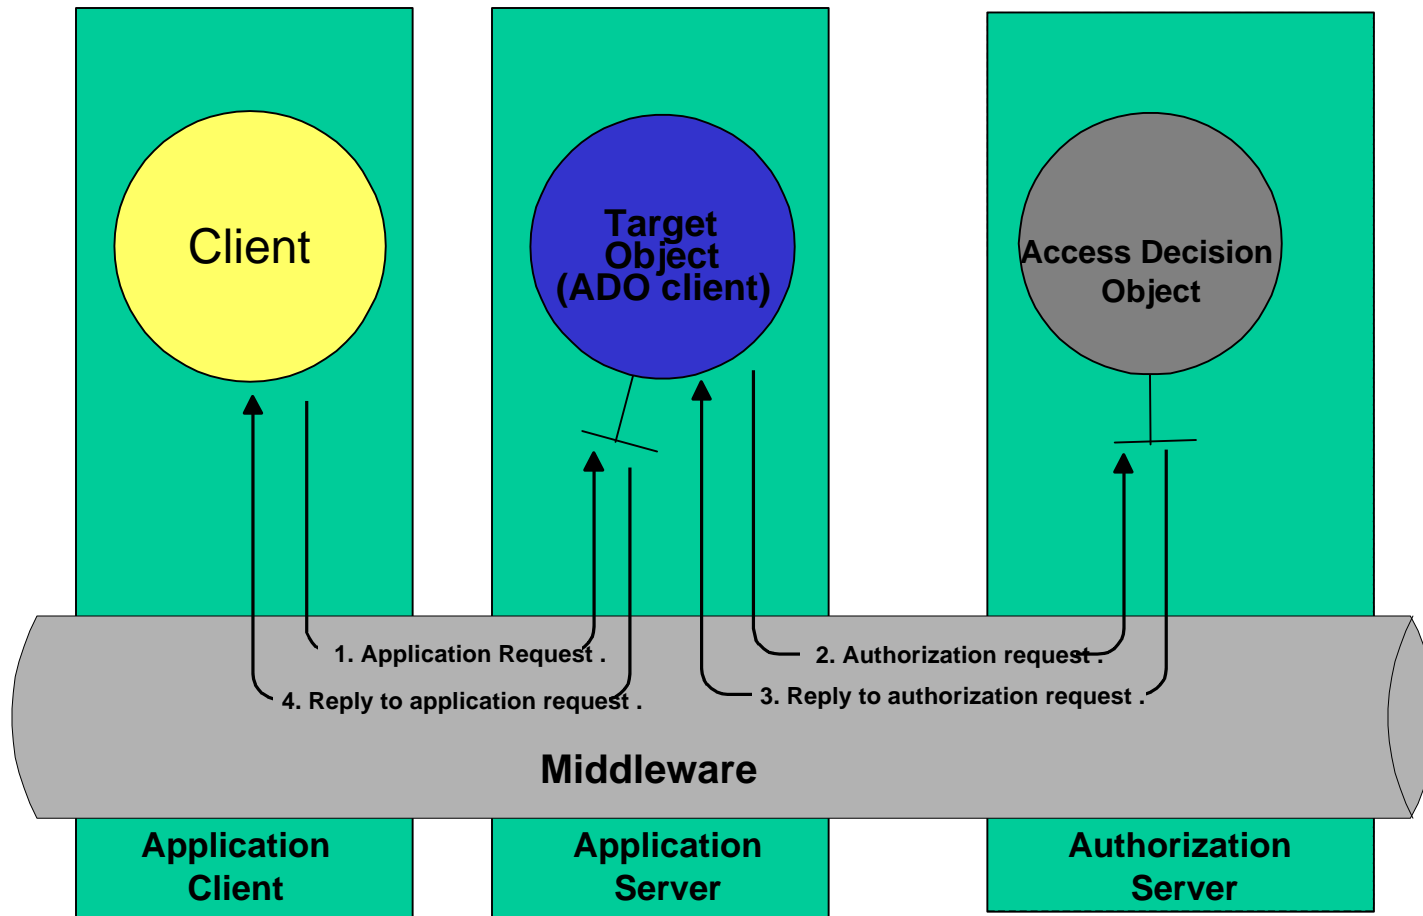 Client
Target
Object
(ADO client)
Access Decision
Object
1. Application Request .
2. Authorization request .
4. Reply to application request .
3. Reply to authorization request .
Middleware
Application
Client
Application
Server
Authorization
Server